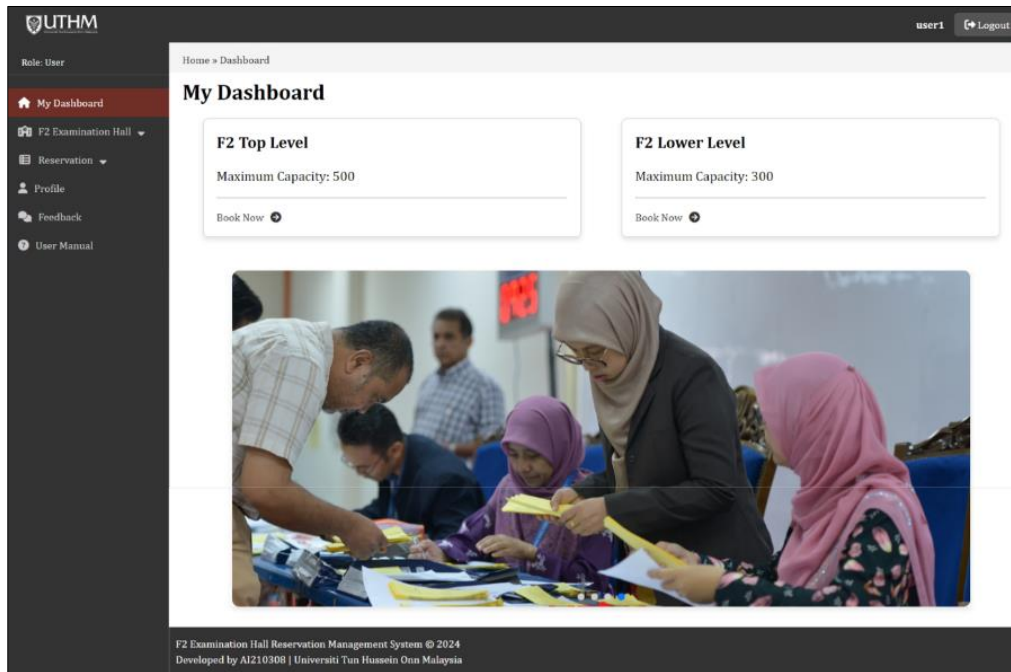 UTHM
user1
Logout
Role: User
Home » Dashboard
My Dashboard
F2 Examination Hall
Reservation
Profile
Feedback
User Manual
My Dashboard
F2 Top Level
Maximum Capacity: 500
Book Now
F2 Lower Level
Maximum Capacity: 300
Book Now
F2 Examination Hall Reservation Management System © 2024
Developed by AI210308 | Universiti Tun Hussein Onn Malaysia